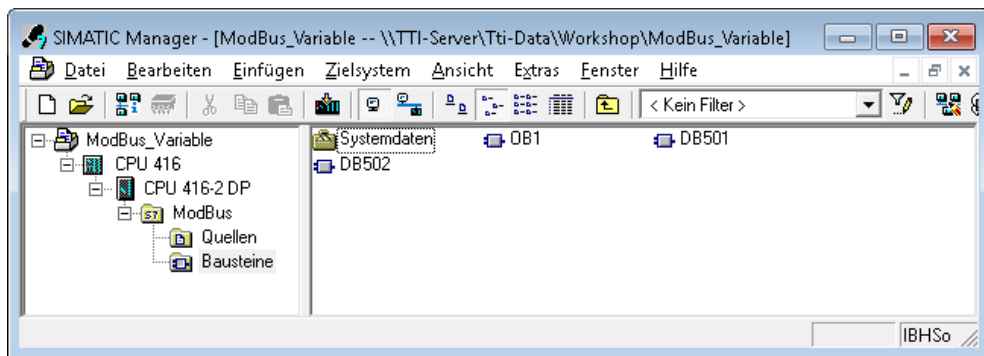 SIMATIC Manager - [ModBus_Variable -- \\TTI-Server\Tti-Data\Workshop\ModBus_Variable]
Datei Bearbeiten Einfügen Zielsystem Ansicht Extras Fenster Hilfe
< Kein Filter >
ModBus_Variable
CPU 416
CPU 416-2 DP
S7 ModBus
Quellen
Bausteine
Systemdaten OB1 DB501
DB502
IBHSo